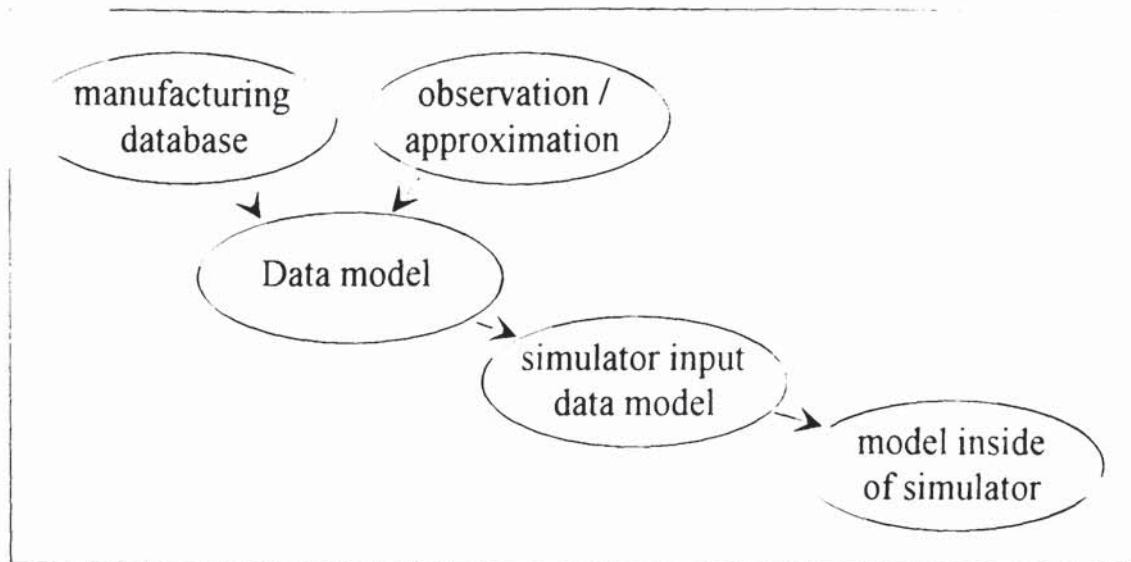 manufacturing
database
observation /
approximation
Data model
simulator input
data model
model inside
of simulator